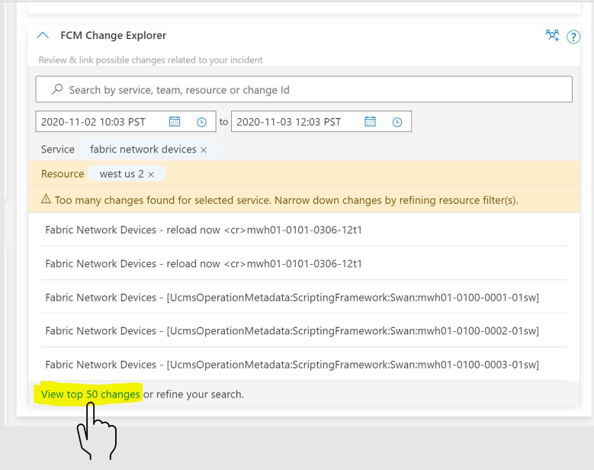 FCM Change Explorer
Review & link possible changes related to your incident
Search by service, team, resource or change Id
2020-11-02 10:03 PST to 2020-11-03 12:03 PST
Service fabric network devices ×
Resource west us 2 ×
Too many changes found for selected service. Narrow down changes by refining resource filter(s).
Fabric Network Devices - reload now <cr>mwh01-0101-0306-12t1
Fabric Network Devices - reload now <cr>mwh01-0101-0306-12t1
Fabric Network Devices - [UcmsOperationMetadata:ScriptingFramework:Swan:mwh01-0100-0001-01sw]
Fabric Network Devices - [UcmsOperationMetadata:ScriptingFramework:Swan:mwh01-0100-0002-01sw]
Fabric Network Devices - [UcmsOperationMetadata:ScriptingFramework:Swan:mwh01-0100-0003-01sw]
View top 50 changes or refine your search.